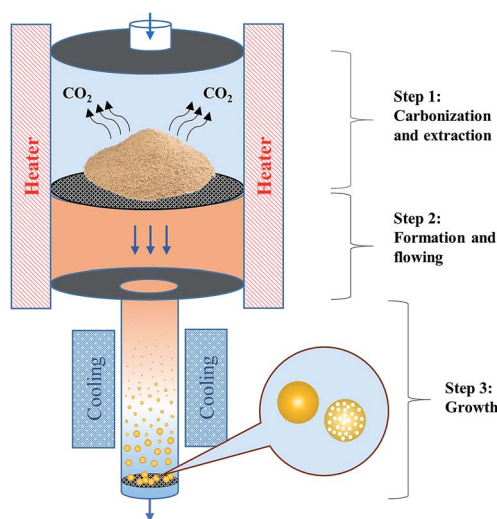 CO2
CO2
Heater
Heater
Step 1:
Carbonization
and extraction
Step 2:
Formation and
flowing
Cooling
Cooling
Step 3:
Growth